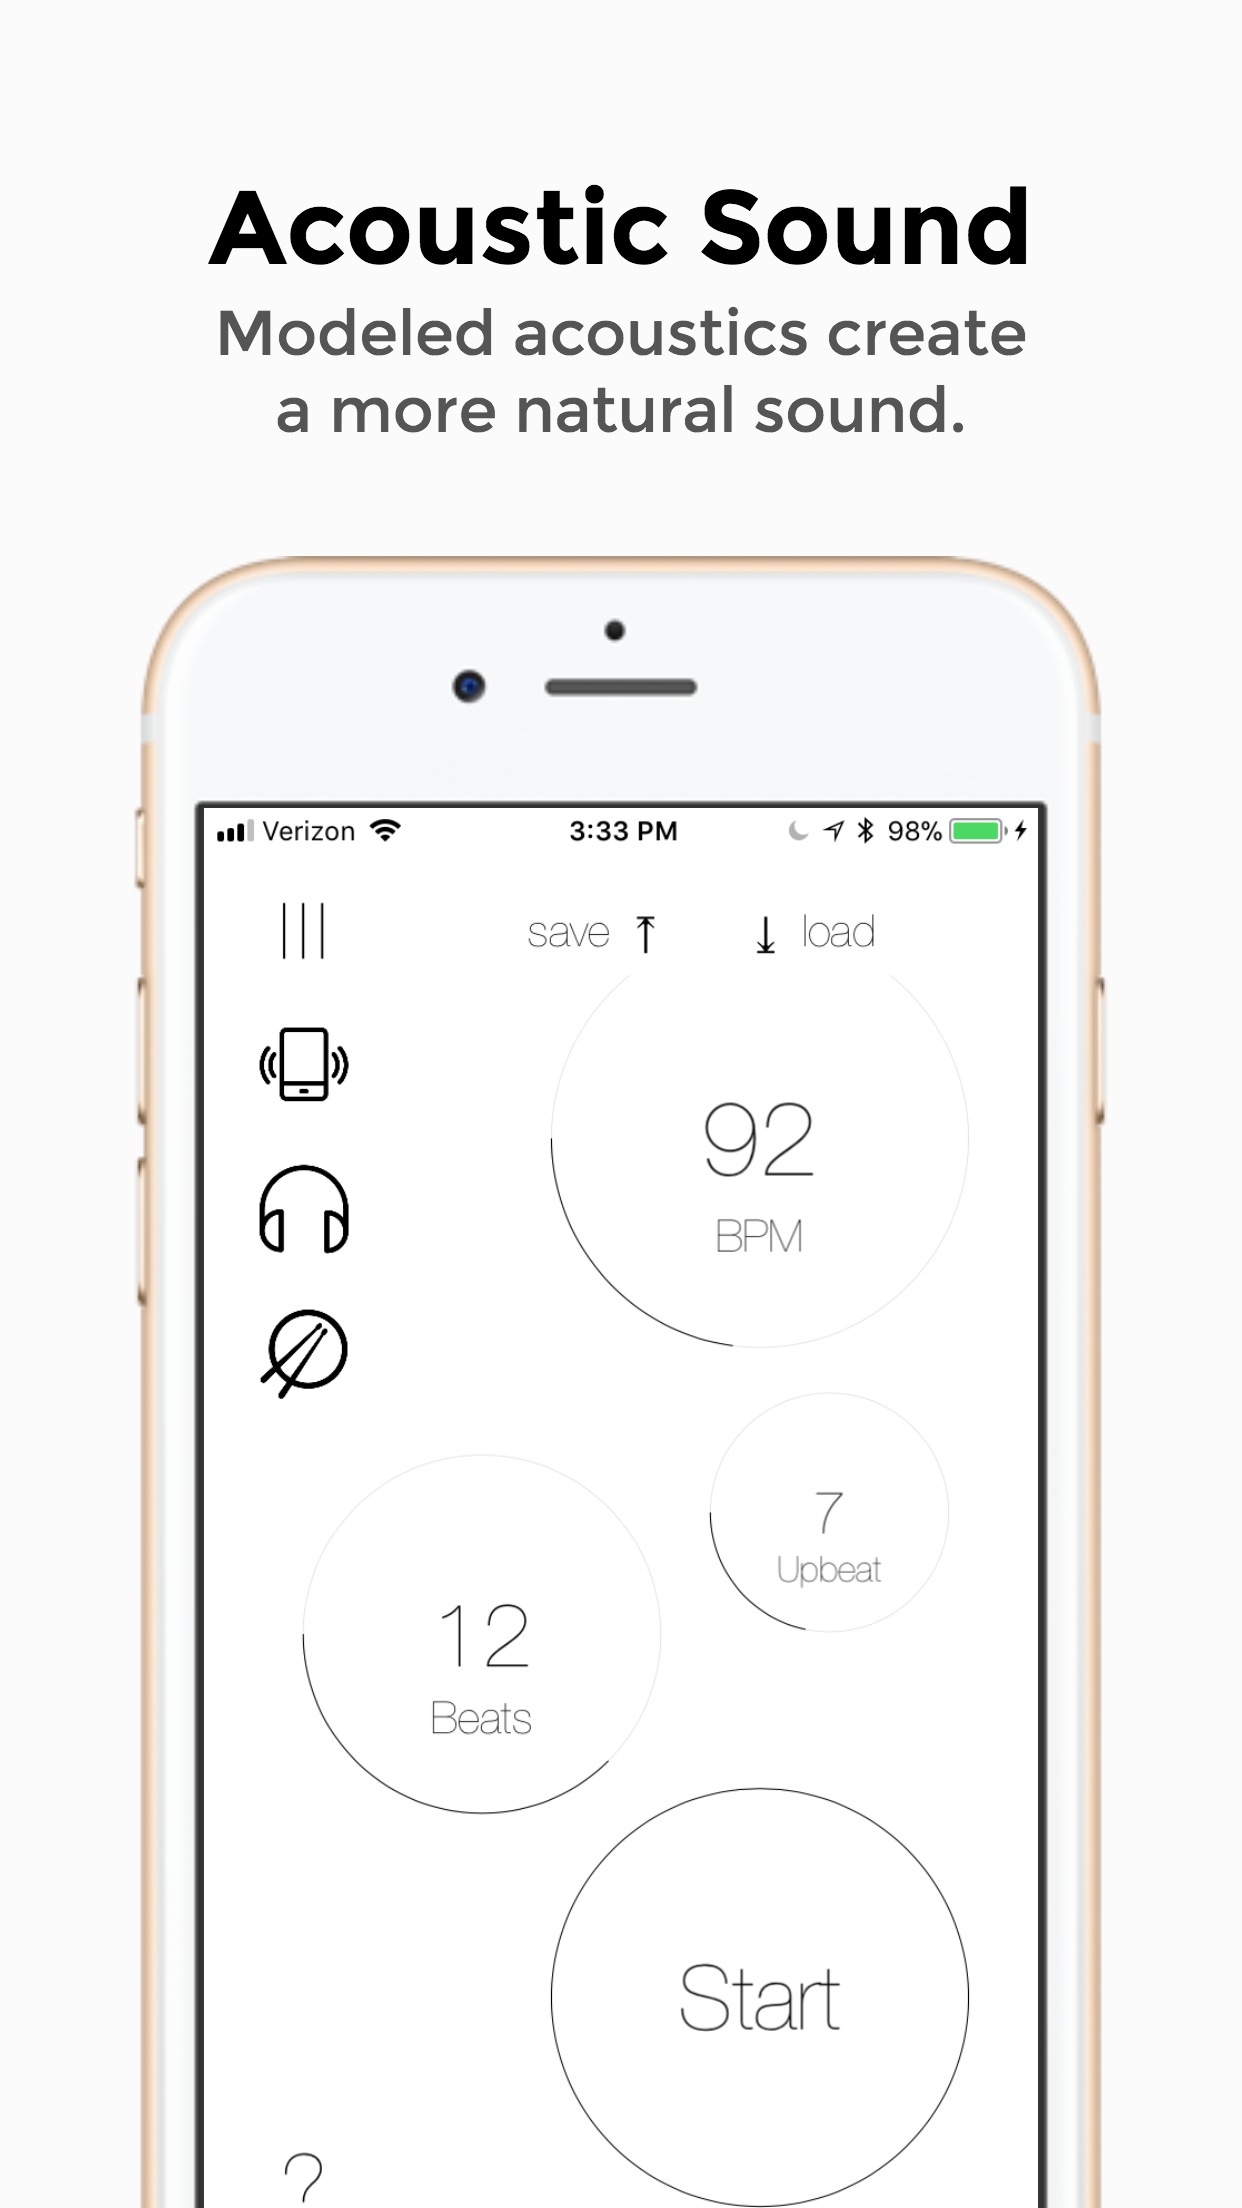 Acoustic Sound
Modeled acoustics create
a more natural sound.
Verizon 3:33 PM 98%
save load
92
BPM
7
Upbeat
12
Beats
Start
?